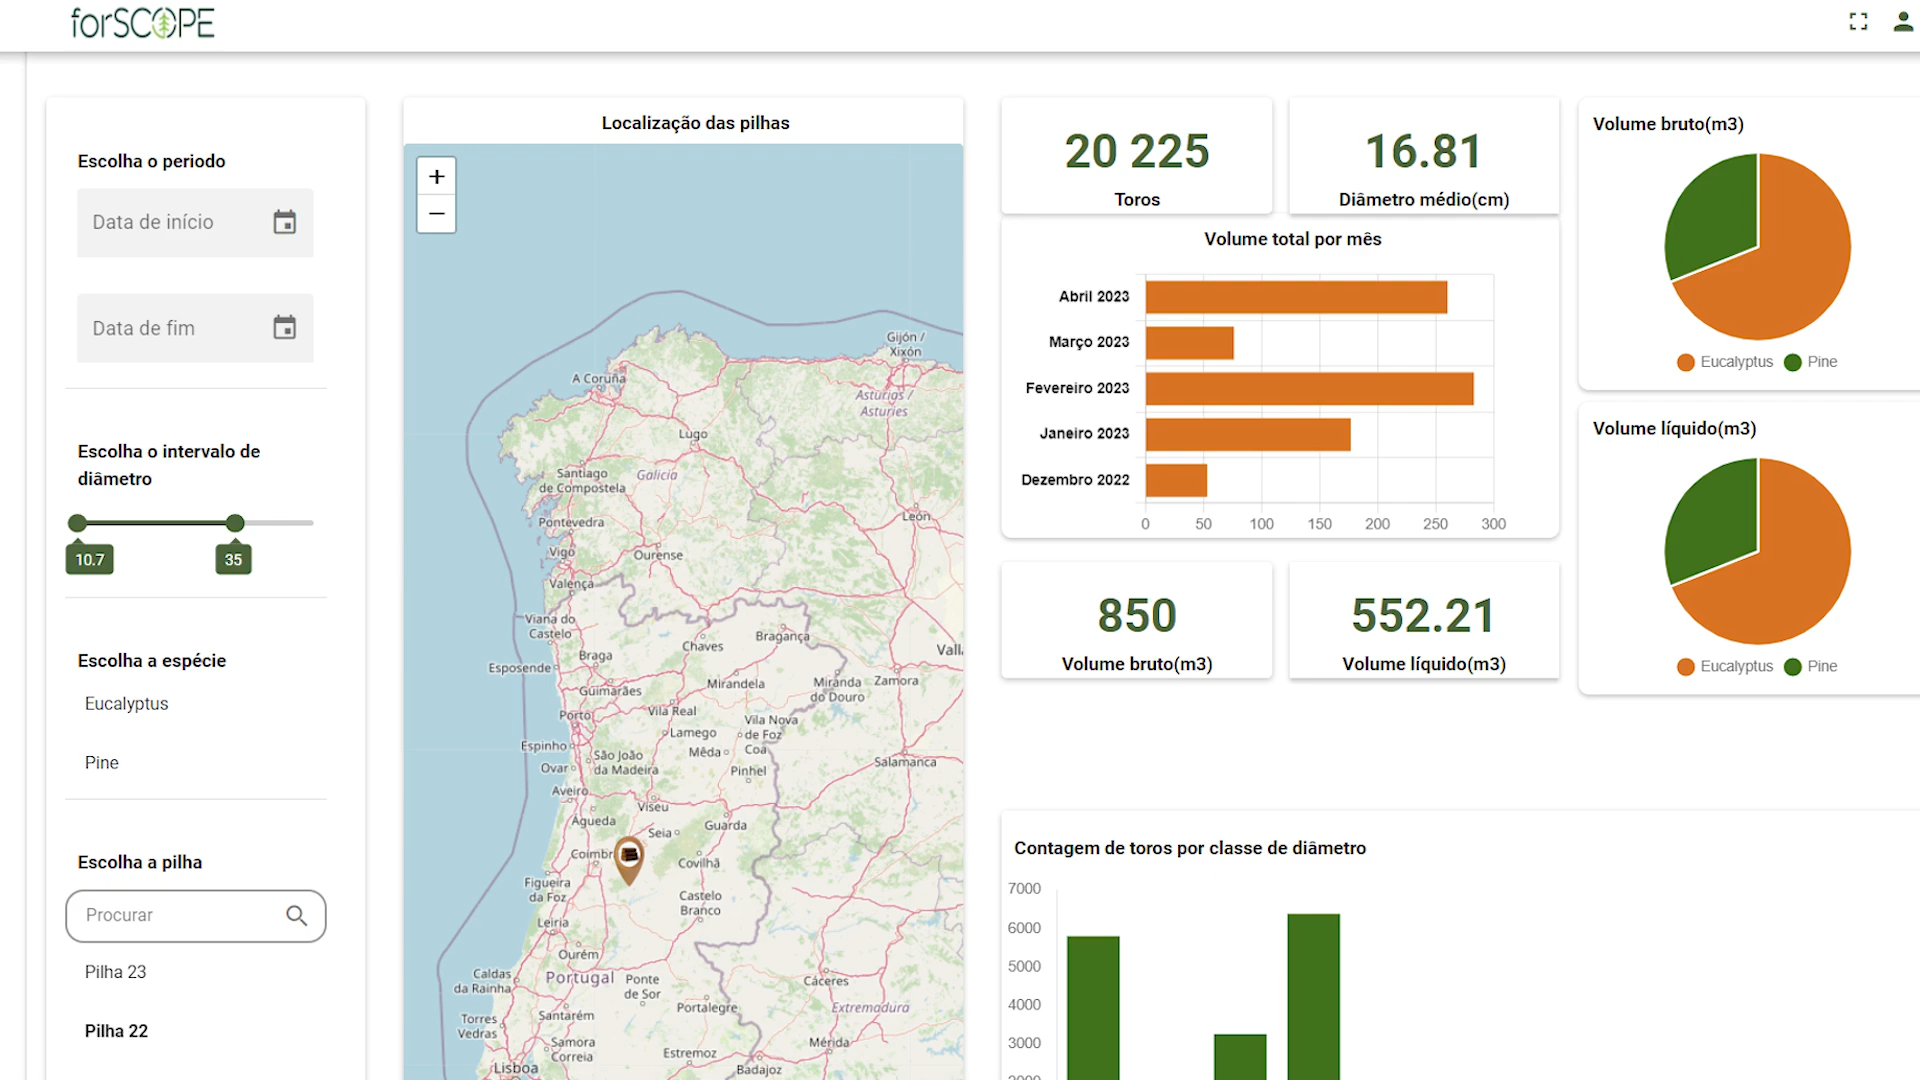 forSCOPE
Escolha o periodo
Data de início
Data de fim
Escolha o intervalo de
diâmetro
10.7
35
Escolha a espécie
Eucalyptus
Pine
Escolha a pilha
Procurar
Pilha 23
Pilha 22
Localização das pilhas
+
−
Gijón /
Xixón
A Coruña
Asturias /
Asturies
Lugo
Santiago
de Compostela
Galicia
León
Pontevedra
Vigo
Ourense
Valença
Viana do
Castelo
Bragança
Chaves
Braga
Esposende
Guimarães
Mirandela
Miranda
do Douro
Zamora
Porto
Vila Real
Vila Nova
de Foz
Coa
Lamego
Espinho
São João
da Madeira
Mêda
Ovar
Pinhel
Salamanca
Aveiro
Viseu
Águeda
Seia
Guarda
Covilhã
Figueira
da Foz
Castelo
Branco
Leiria
Ourém
Caldas
da Rainha
Portugal
Ponte
de Sor
Cáceres
Portalegre
Extremadura
Torres
Vedras
Santarém
Samora
Correia
Mérida
Estremoz
Lisboa
Badajoz
20 225
Toros
16.81
Diâmetro médio(cm)
Volume total por mês
Abril 2023
Março 2023
Fevereiro 2023
Janeiro 2023
Dezembro 2022
0 50 100 150 200 250 300
850
Volume bruto(m3)
552.21
Volume líquido(m3)
Volume bruto(m3)
Eucalyptus Pine
Volume líquido(m3)
Eucalyptus Pine
Contagem de toros por classe de diâmetro
7000
6000
5000
4000
3000